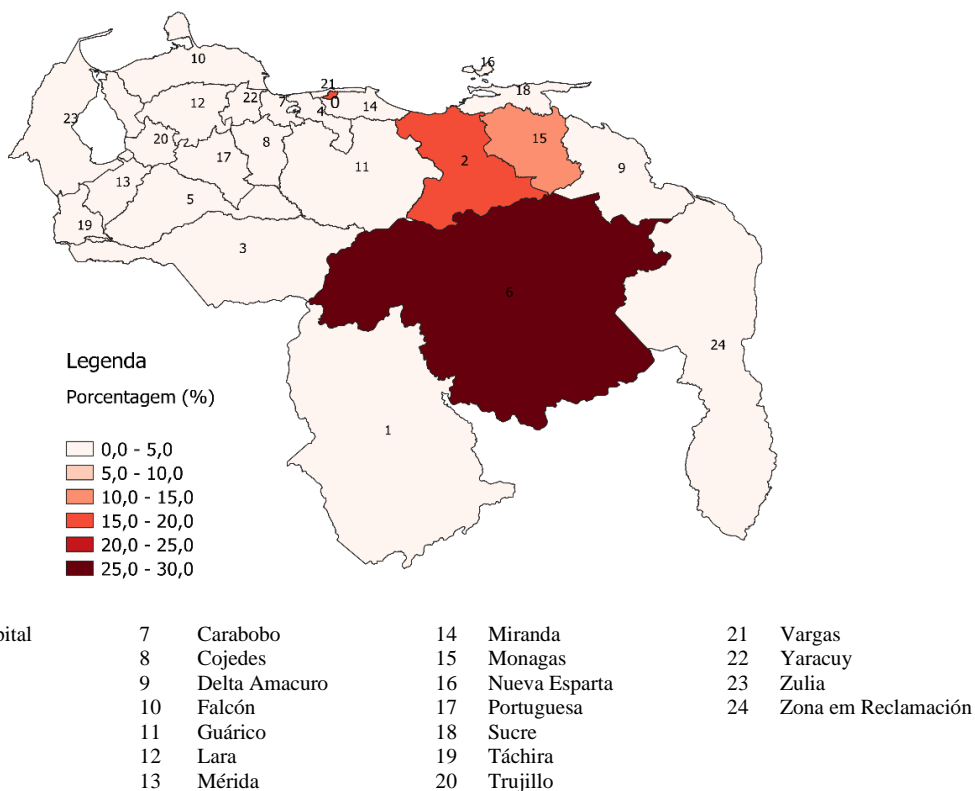 10
16
21
18
23
12
22
7
4
0
14
20
8
15
17
11
2
9
13
5
19
3
6
24
1
Legenda
Porcentagem (%)
0,0 - 5,0
5,0 - 10,0
10,0 - 15,0
15,0 - 20,0
20,0 - 25,0
25,0 - 30,0
7 Carabobo 14 Miranda 21 Vargas
8 Cojedes 15 Monagas 22 Yaracuy
9 Delta Amacuro 16 Nueva Esparta 23 Zulia
10 Falcón 17 Portuguesa 24 Zona em Reclamación
11 Guárico 18 Sucre
12 Lara 19 Táchira
13 Mérida 20 Trujillo